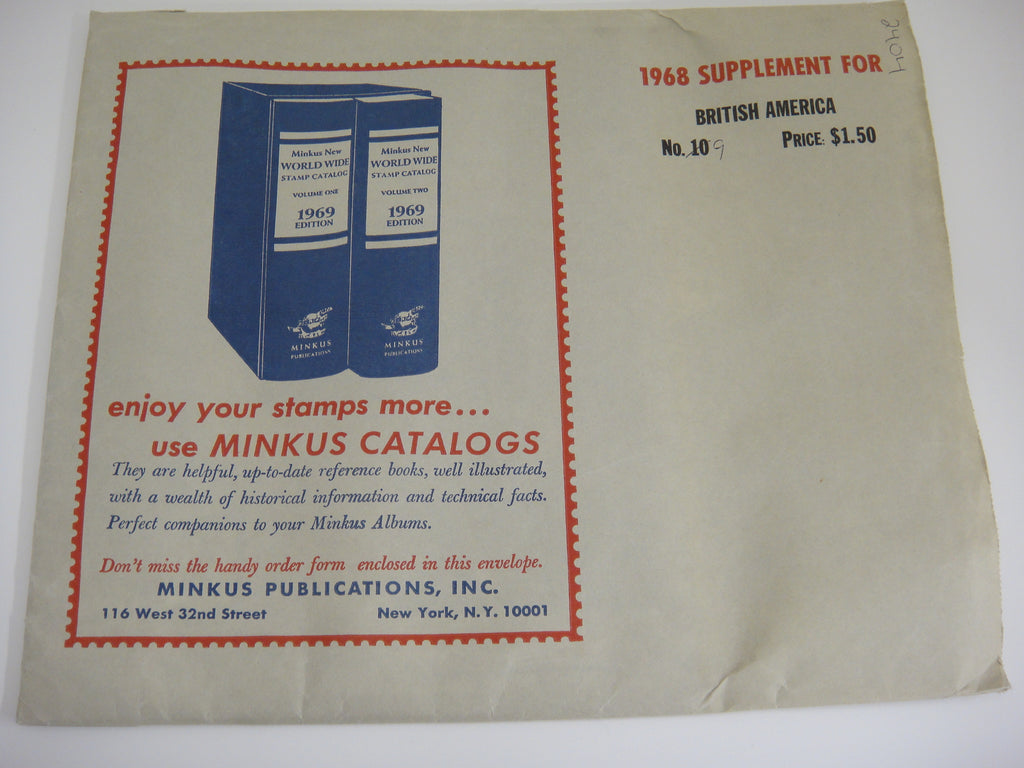 1968 SUPPLEMENT FOR
2404
BRITISH AMERICA
No. 10 9 PRICE: $1.50
Minkus New
WORLD WIDE
STAMP CATALOG
VOLUME ONE
1969
EDITION
MINKUS
PUBLICATIONS
Minkus New
WORLD WIDE
STAMP CATALOG
VOLUME TWO
1969
EDITION
MINKUS
PUBLICATIONS
enjoy your stamps more...
use MINKUS CATALOGS
They are helpful, up-to-date reference books, well illustrated,
with a wealth of historical information and technical facts.
Perfect companions to your Minkus Albums.
Don't miss the handy order form enclosed in this envelope.
MINKUS PUBLICATIONS, INC.
116 West 32nd Street New York, N.Y. 10001